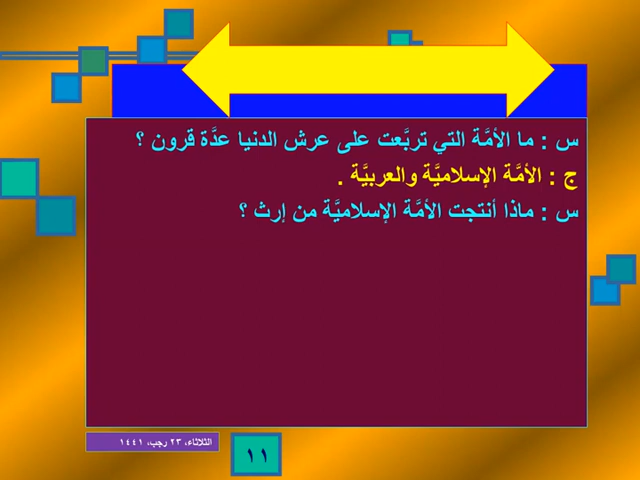 س : ما الأمَّة التي تربَّعت على عرش الدنيا عدَّة قرون ؟
ج : الأمَّة الإسلاميَّة والعربيَّة .
س : ماذا أنتجت الأمَّة الإسلاميَّة من إرث ؟
الثلاثاء، ٢٣ رجب، ١٤٤١
١١